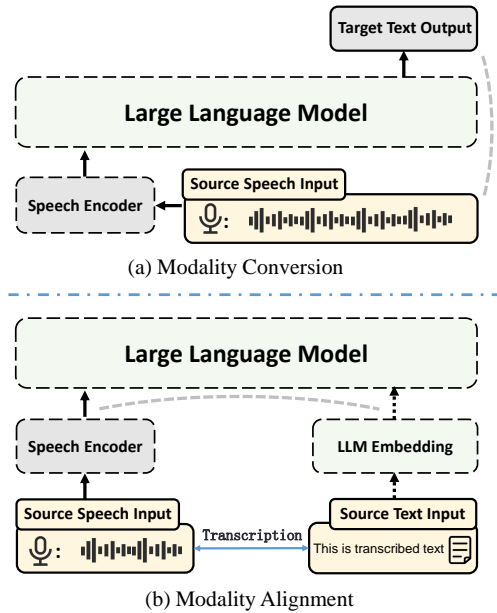 Target Text Output
Large Language Model
Speech Encoder
Source Speech Input
:
(a) Modality Conversion
Large Language Model
Speech Encoder
LLM Embedding
Source Speech Input
Transcription
Source Text Input
:
This is transcribed text
(b) Modality Alignment